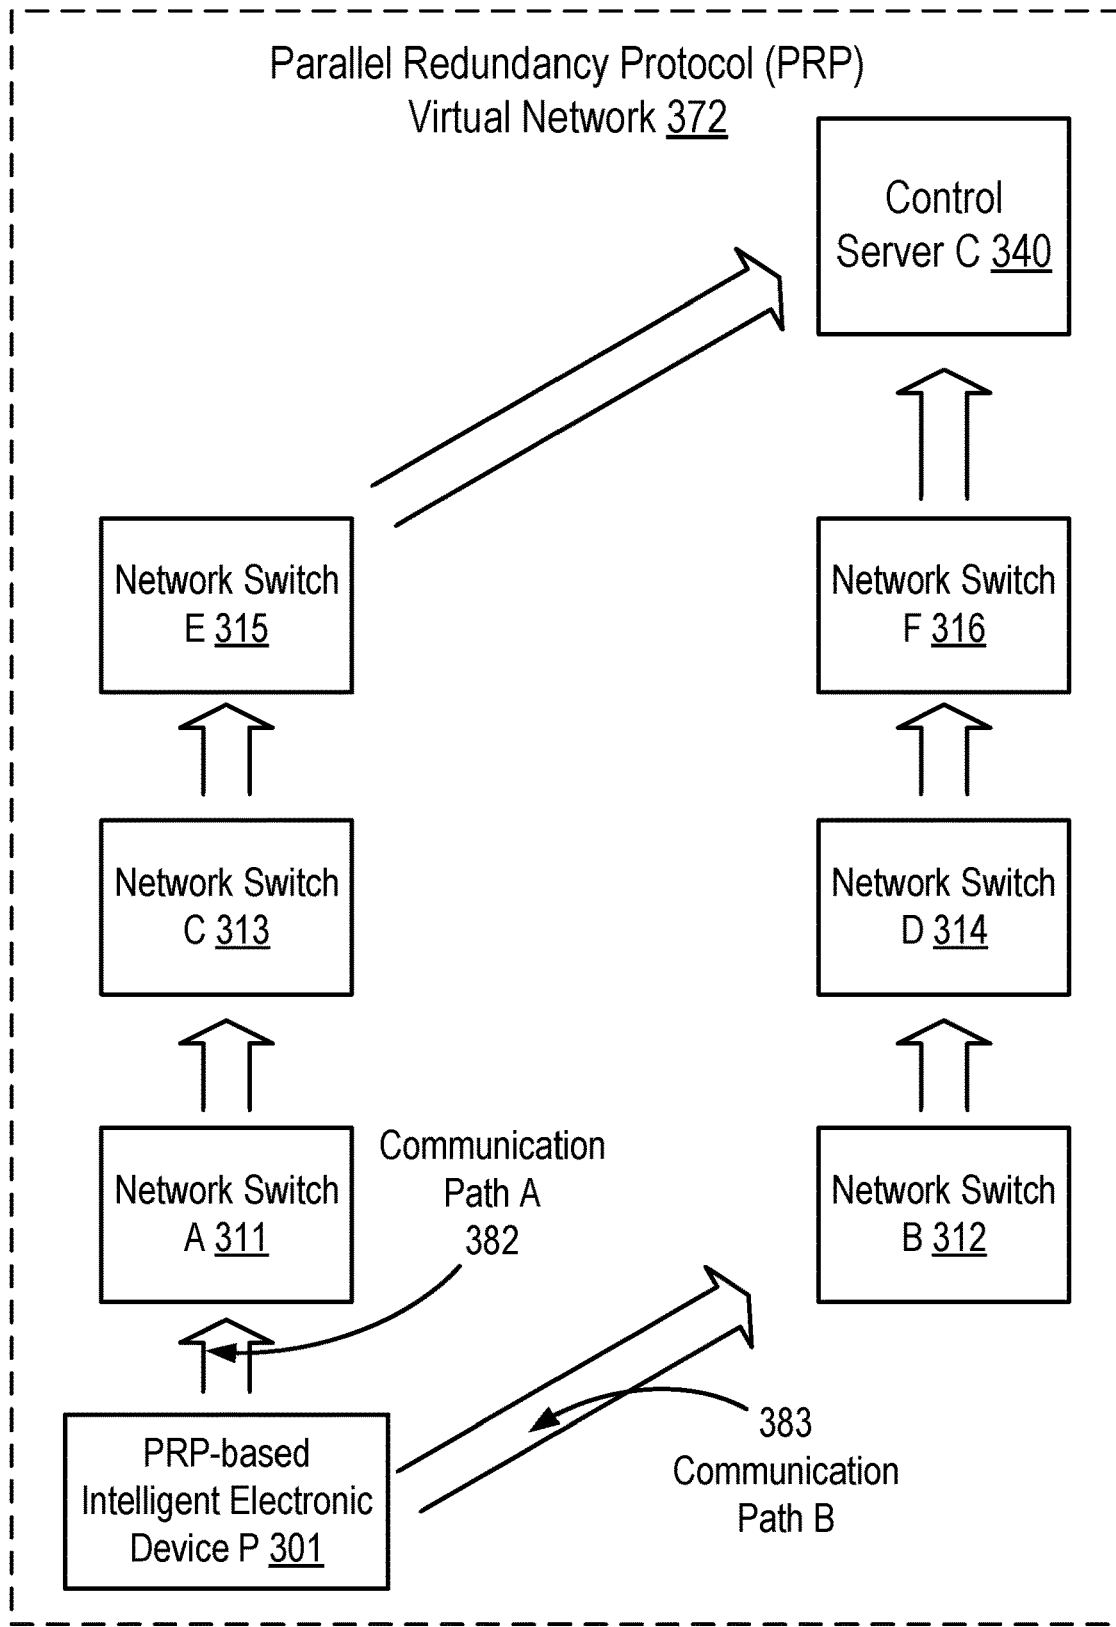 Parallel Redundancy Protocol (PRP)
Virtual Network 372
Control
Server C 340
Network Switch
E 315
Network Switch
F 316
Network Switch
C 313
Network Switch
D 314
Network Switch
A 311
Communication
Path A
382
Network Switch
B 312
PRP-based
Intelligent Electronic
Device P 301
383
Communication
Path B